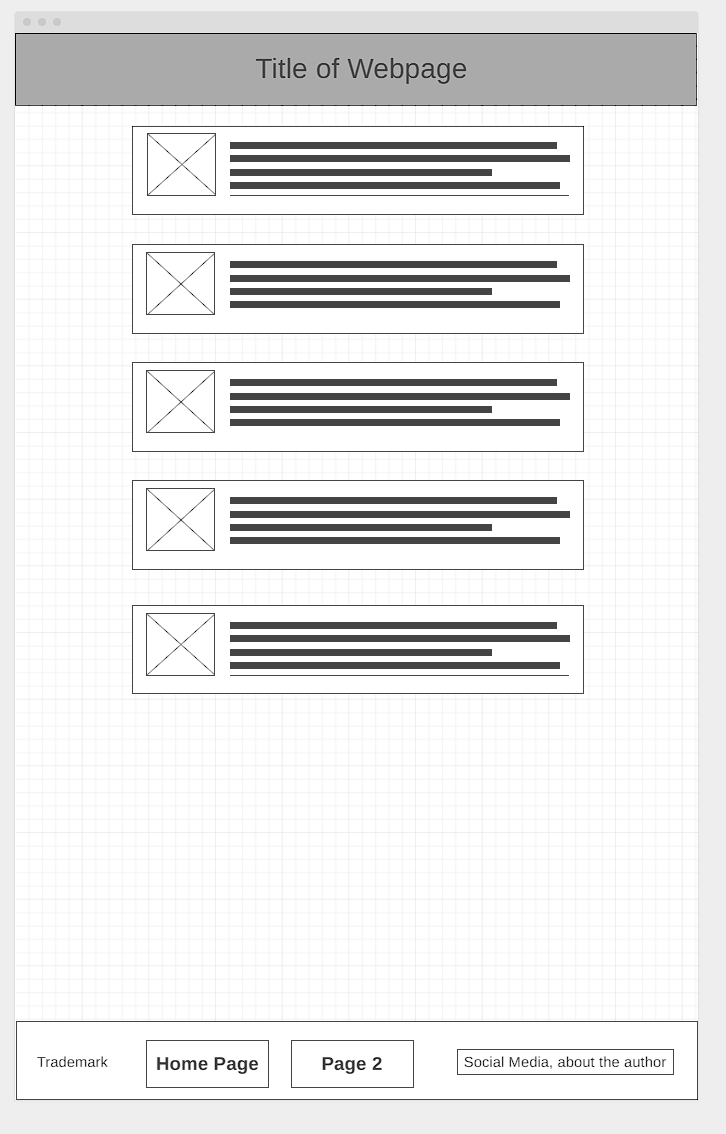 Title of Webpage
Trademark
Home Page
Page 2
Social Media, about the author